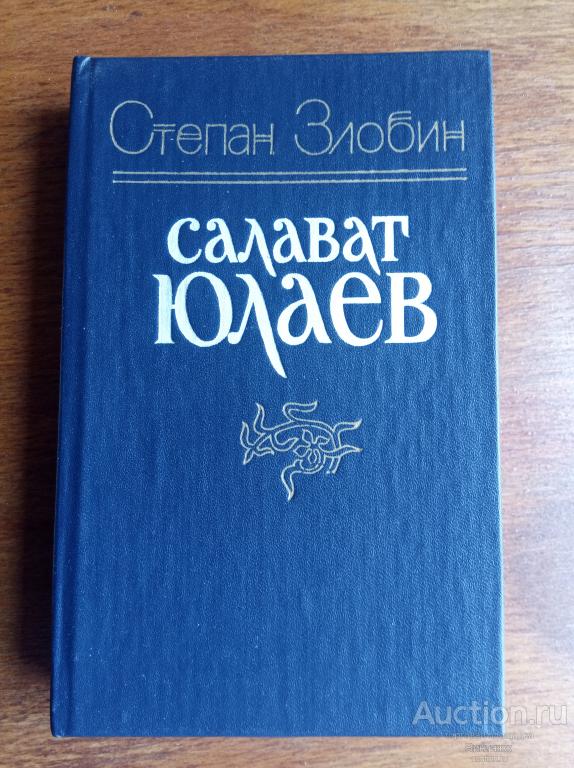 Степан Злобин
салават
Юлаев
Auction.ru